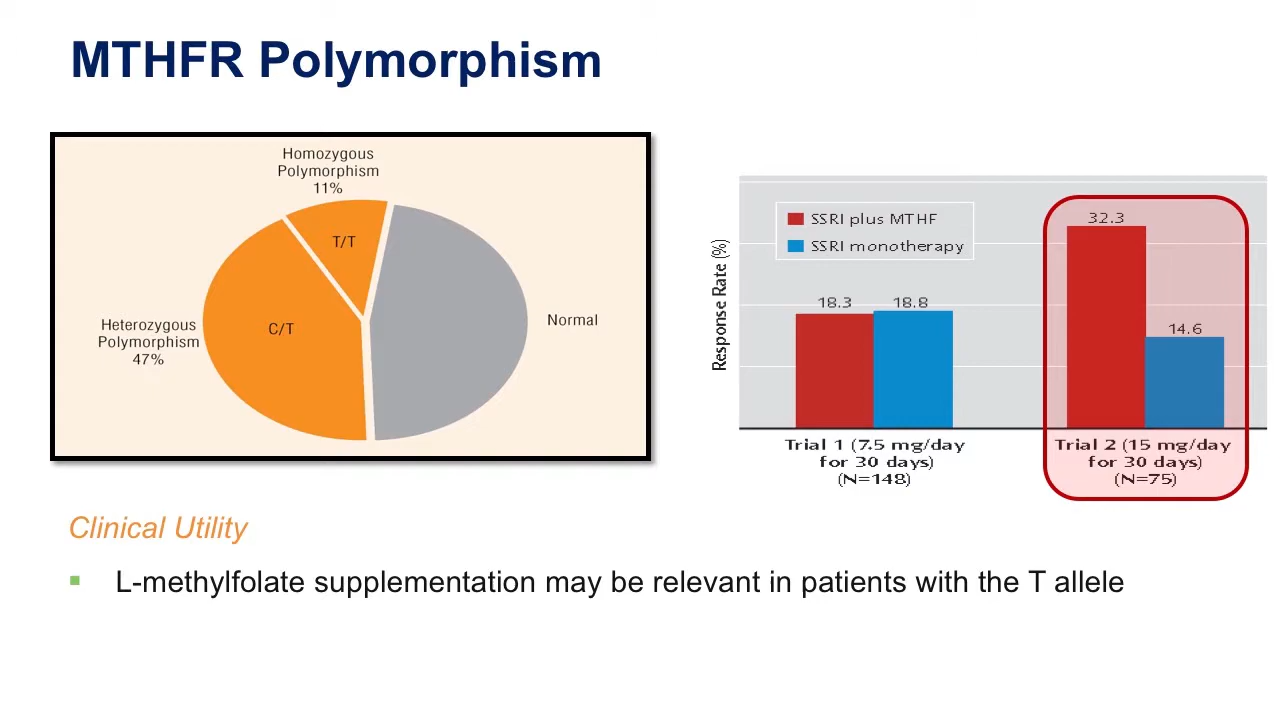 MTHFR Polymorphism
Homozygous
Polymorphism
11%
T/T
Heterozygous
Polymorphism
47%
C/T
Normal
Response Rate (%)
SSRI plus MTHF
SSRI monotherapy
18.3
18.8
32.3
14.6
Trial 1 (7.5 mg/day
for 30 days)
(N=148)
Trial 2 (15 mg/day
for 30 days)
(N=75)
Clinical Utility
▪ L-methylfolate supplementation may be relevant in patients with the T allele